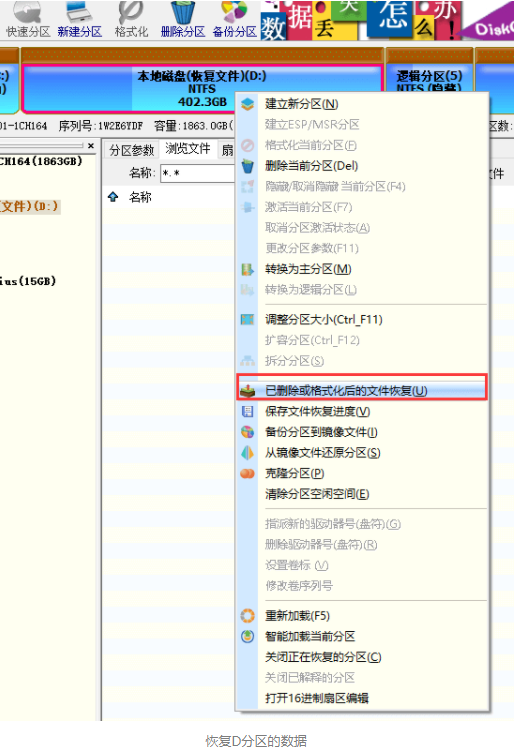 快速分区 新建分区 格式化 删除分区 备份分区
数据丢 怎么办!
DiskG
本地磁盘(恢复文件)(D:)
NTFS
402.3GB
逻辑分区(5)
NTFS (隐藏)
01-1CH164 序列号:1W2E6YDF 容量:1863.0GB(
区数:
CH164(1863GB)
文件)(D:)
ius(15GB)
×
分区参数 浏览文件 扇
名称: *.*
件
名称
建立新分区(N)
建立ESP/MSR分区
格式化当前分区(F)
删除当前分区(Del)
隐藏/取消隐藏 当前分区(F4)
激活当前分区(F7)
取消分区激活状态(A)
更改分区参数(F11)
转换为主分区(M)
转换为逻辑分区(L)
调整分区大小(Ctrl_F11)
扩容分区(Ctrl_F12)
拆分分区(S)
已删除或格式化后的文件恢复(U)
保存文件恢复进度(V)
备份分区到镜像文件(I)
从镜像文件还原分区(S)
克隆分区(P)
清除分区空闲空间(E)
指派新的驱动器号(盘符)(G)
删除驱动器号(盘符)(R)
设置卷标 (V)
修改卷序列号
重新加载(F5)
智能加载当前分区
关闭正在恢复的分区(C)
关闭已解释的分区
打开16进制扇区编辑
恢复D分区的数据